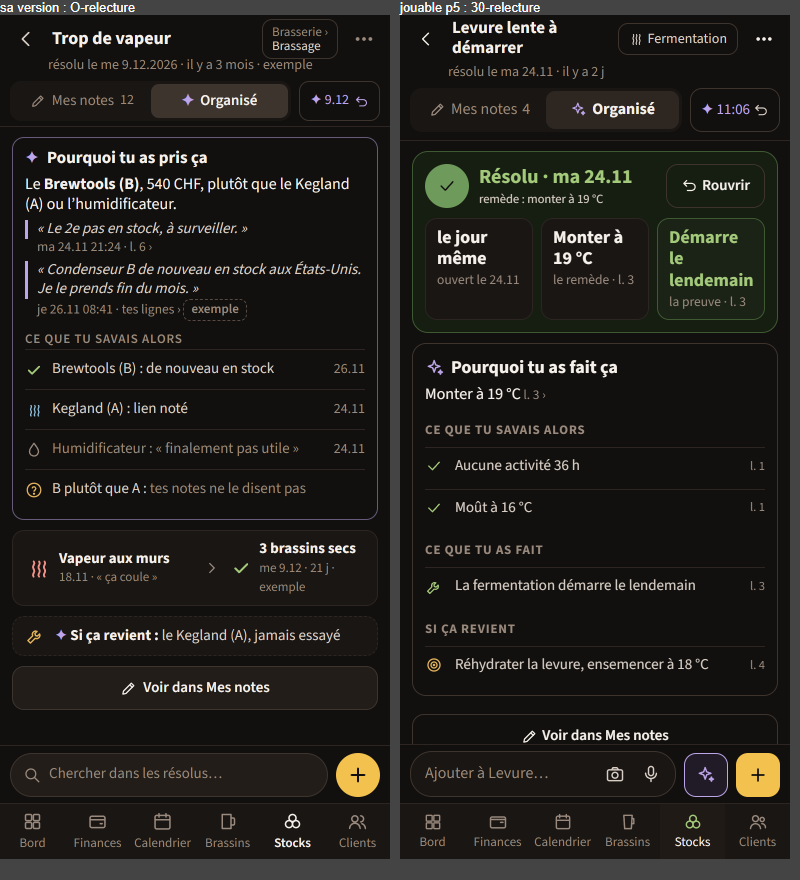 sa version : O-relecture
Trop de vapeur
Brasserie ›
Brassage
résolu le me 9.12.2026 · il y a 3 mois · exemple
Mes notes 12
Organisé
9.12
Pourquoi tu as pris ça
Le Brewtools (B), 540 CHF, plutôt que le Kegland
(A) ou l'humidificateur.
« Le 2e pas en stock, à surveiller. »
ma 24.11 21:24 · l. 6 ›
« Condenseur B de nouveau en stock aux États-Unis.
Je le prends fin du mois. »
je 26.11 08:41 · tes lignes › exemple
CE QUE TU SAVAIS ALORS
Brewtools (B) : de nouveau en stock 26.11
Kegland (A) : lien noté 24.11
Humidificateur : « finalement pas utile » 24.11
B plutôt que A : tes notes ne le disent pas
Vapeur aux murs
18.11 · « ça coule »
3 brassins secs
me 9.12 · 21 j ·
exemple
Si ça revient : le Kegland (A), jamais essayé
Voir dans Mes notes
Chercher dans les résolus…
Bord
Finances
Calendrier
Brassins
Stocks
Clients
jouable p5 : 30-relecture
Levure lente à
démarrer
Fermentation
résolu le ma 24.11 · il y a 2 j
Mes notes 4
Organisé
11:06
Résolu · ma 24.11
remède : monter à 19 °C
Rouvrir
le jour
même
ouvert le 24.11
Monter à
19 °C
le remède · l. 3
Démarre
le
lendemain
la preuve · l. 3
Pourquoi tu as fait ça
Monter à 19 °C l. 3 ›
CE QUE TU SAVAIS ALORS
Aucune activité 36 h l. 1
Moût à 16 °C l. 1
CE QUE TU AS FAIT
La fermentation démarre le lendemain l. 3
SI ÇA REVIENT
Réhydrater la levure, ensemencer à 18 °C l. 4
Voir dans Mes notes
Ajouter à Levure…
Bord
Finances
Calendrier
Brassins
Stocks
Clients